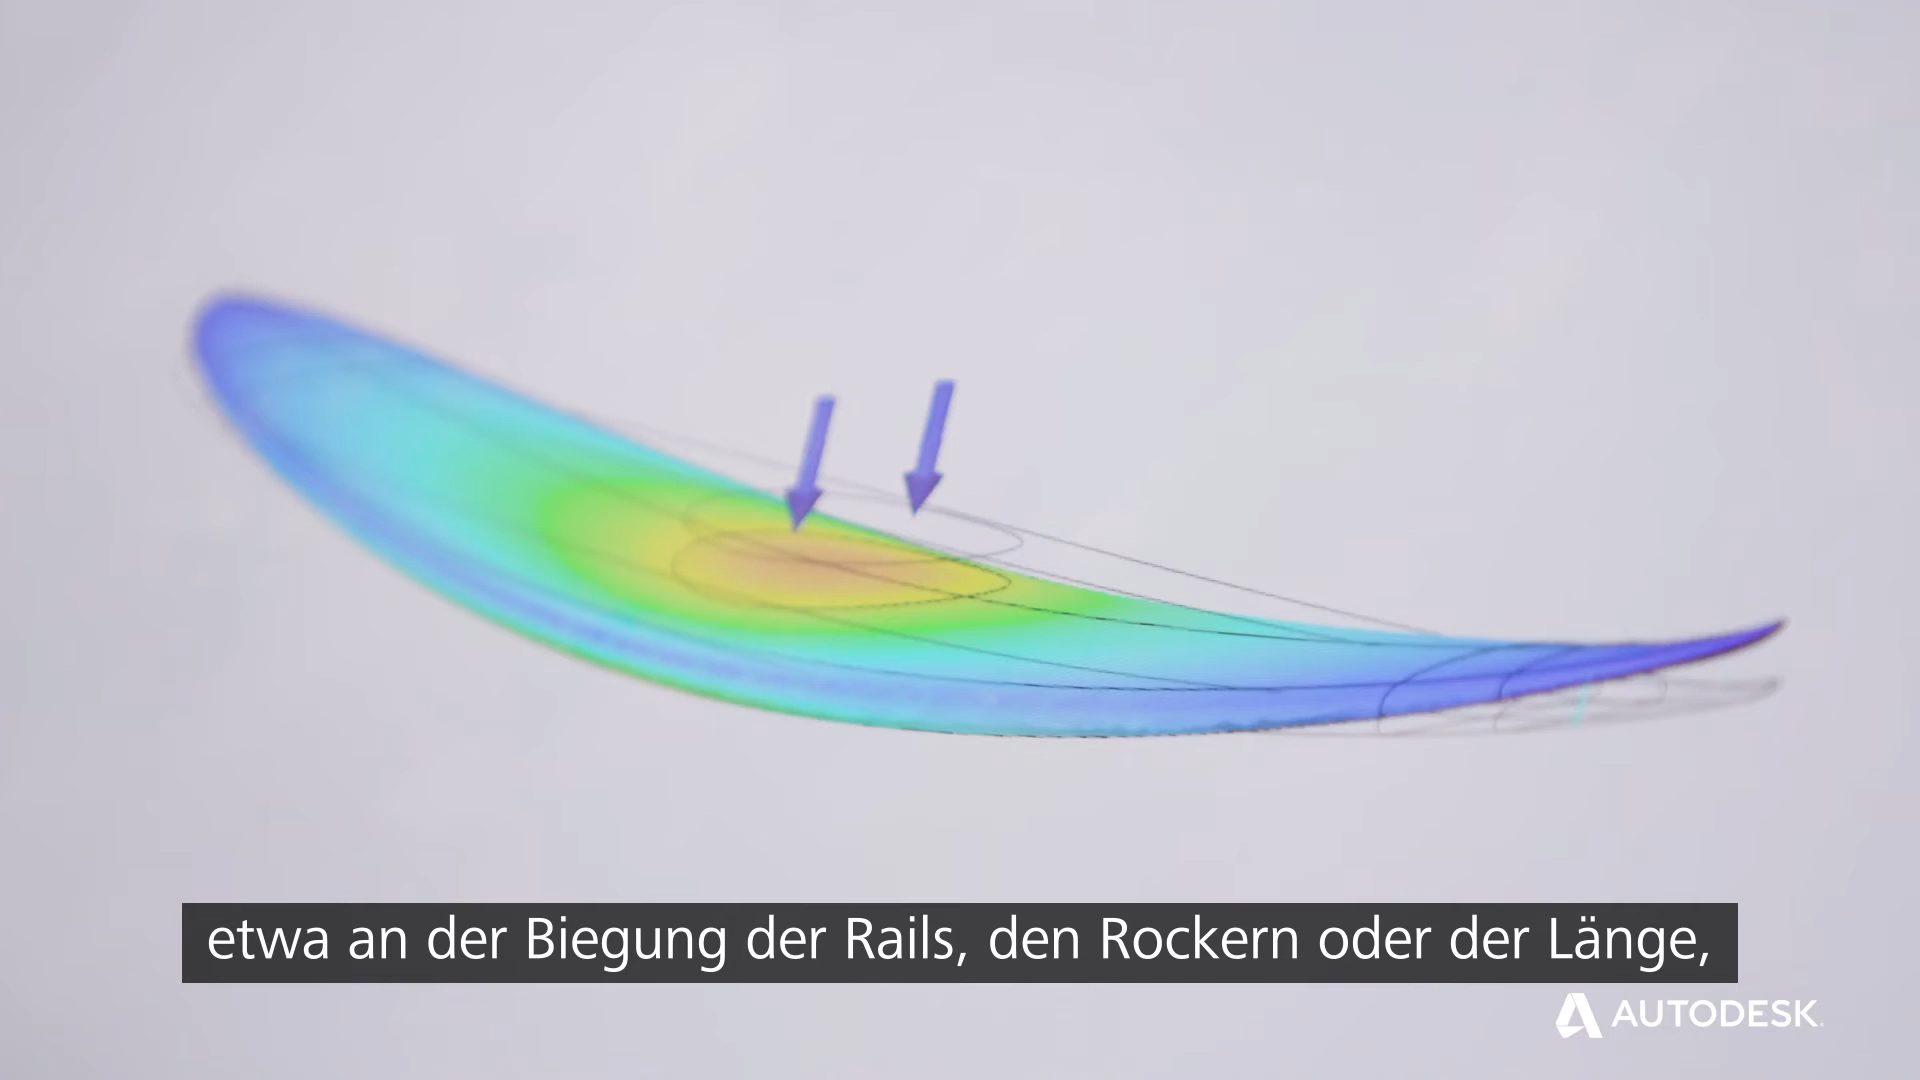 etwa an der Biegung der Rails, den Rockern oder der Länge,
AUTODESK